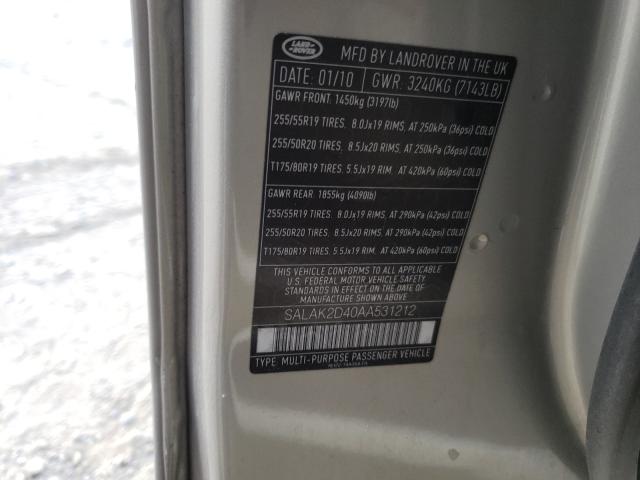 LAND
ROVER
MFD BY LANDROVER IN THE UK
DATE: 01/10 GWR: 3240KG (7143LB)
GAWR FRONT: 1450kg (3197lb)
255/55R19 TIRES. 8.0Jx19 RIMS, AT 250kPa (36psi) COLD
255/50R20 TIRES. 8.5Jx20 RIMS, AT 250kPa (36psi) COLD
T175/80R19 TIRES. 5.5Jx19 RIM. AT 420kPa (60psi) COLD
GAWR REAR: 1855kg (4090lb)
255/55R19 TIRES. 8.0Jx19 RIMS, AT 290kPa (42psi) COLD
255/50R20 TIRES. 8.5Jx20 RIMS, AT 290kPa (42psi) COLD
T175/80R19 TIRES. 5.5Jx19 RIM. AT 420kPa (60psi) COLD
THIS VEHICLE CONFORMS TO ALL APPLICABLE
U.S. FEDERAL MOTOR VEHICLE SAFETY
STANDARDS IN EFFECT ON THE DATE OF
MANUFACTURE SHOWN ABOVE.
SALAK2D40AA531212
TYPE: MULTI-PURPOSE PASSENGER VEHICLE